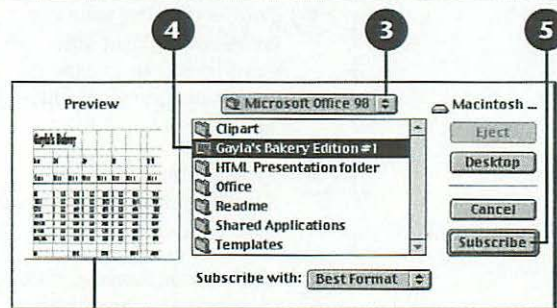 4
3
5
Preview
Microsoft Office 98
Macintosh ...
Gayla's Bakery
Clipart
Gayla's Bakery Edition #1
HTML Presentation folder
Office
Readme
Shared Applications
Templates
Eject
Desktop
Cancel
Subscribe
Subscribe with: Best Format